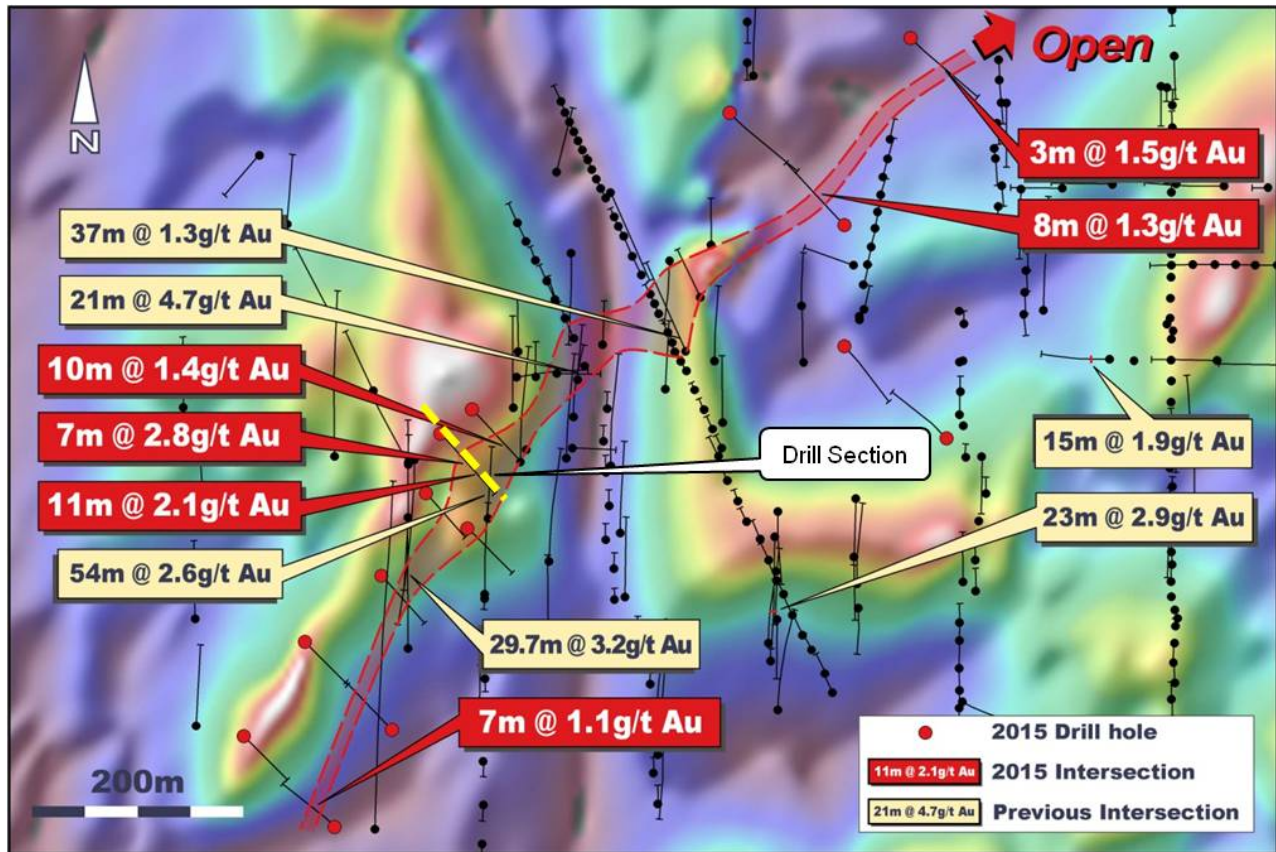 Open
N
3m @ 1.5g/t Au
8m @ 1.3g/t Au
37m @ 1.3g/t Au
21m @ 4.7g/t Au
10m @ 1.4g/t Au
7m @ 2.8g/t Au
11m @ 2.1g/t Au
54m @ 2.6g/t Au
Drill Section
15m @ 1.9g/t Au
23m @ 2.9g/t Au
29.7m @ 3.2g/t Au
7m @ 1.1g/t Au
200m
2015 Drill hole
11m @ 2.1g/t Au 2015 Intersection
21m @ 4.7g/t Au Previous Intersection